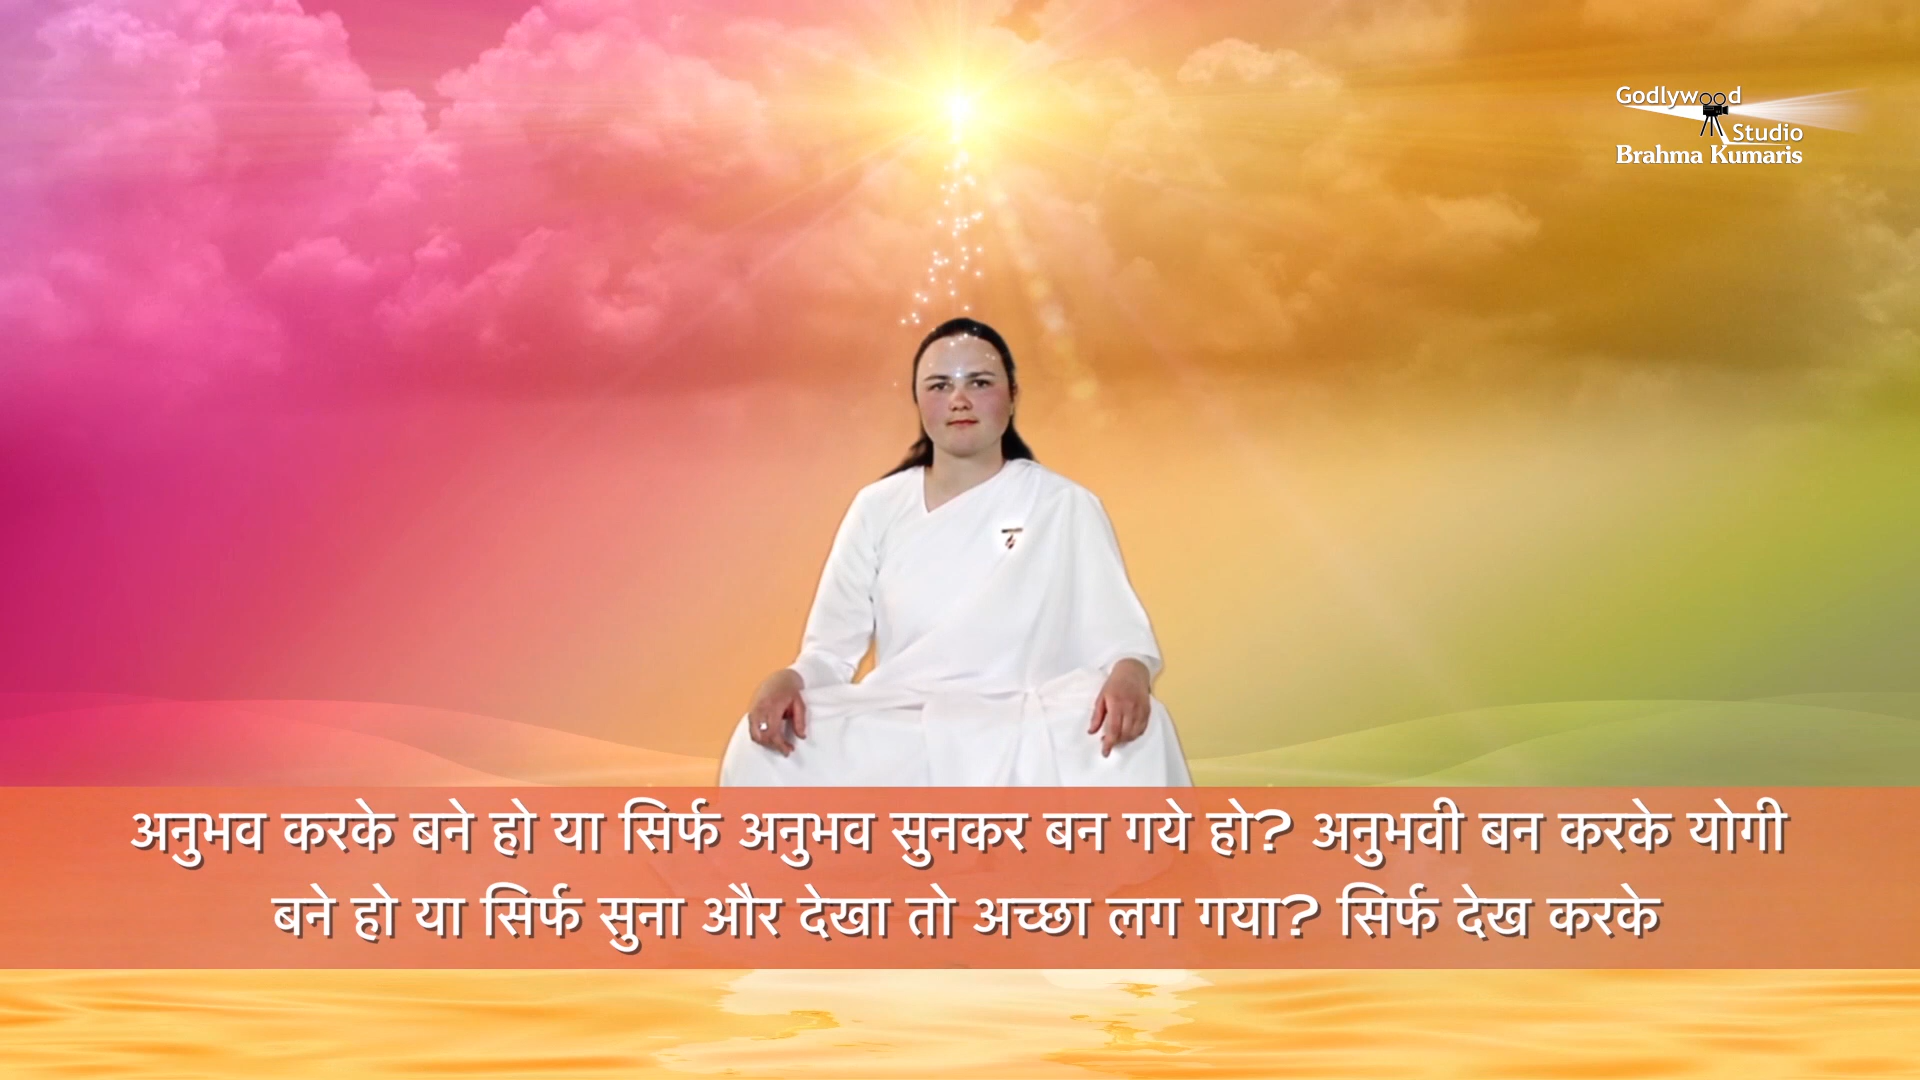 Godlywood
Studio
Brahma Kumaris
अनुभव करके बने हो या सिर्फ अनुभव सुनकर बन गये हो? अनुभवी बन करके योगी
बने हो या सिर्फ सुना और देखा तो अच्छा लग गया? सिर्फ देख करके